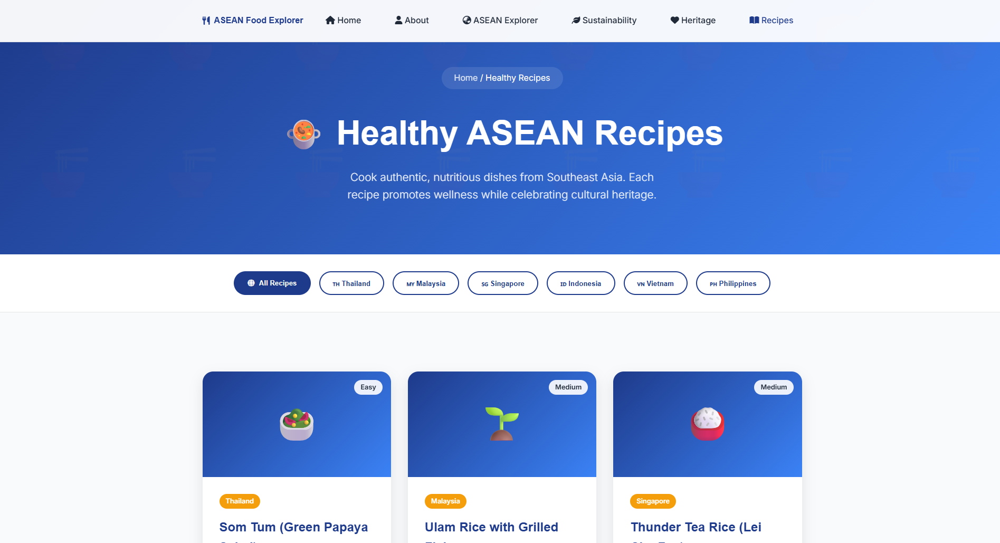 ASEAN Food Explorer Home About ASEAN Explorer Sustainability Heritage Recipes
Home / Healthy Recipes
Healthy ASEAN Recipes
Cook authentic, nutritious dishes from Southeast Asia. Each
recipe promotes wellness while celebrating cultural heritage.
All Recipes TH Thailand MY Malaysia SG Singapore ID Indonesia VN Vietnam PH Philippines
Easy Medium Medium
Thailand Malaysia Singapore
Som Tum (Green Papaya
Ulam Rice with Grilled
Thunder Tea Rice (Lei